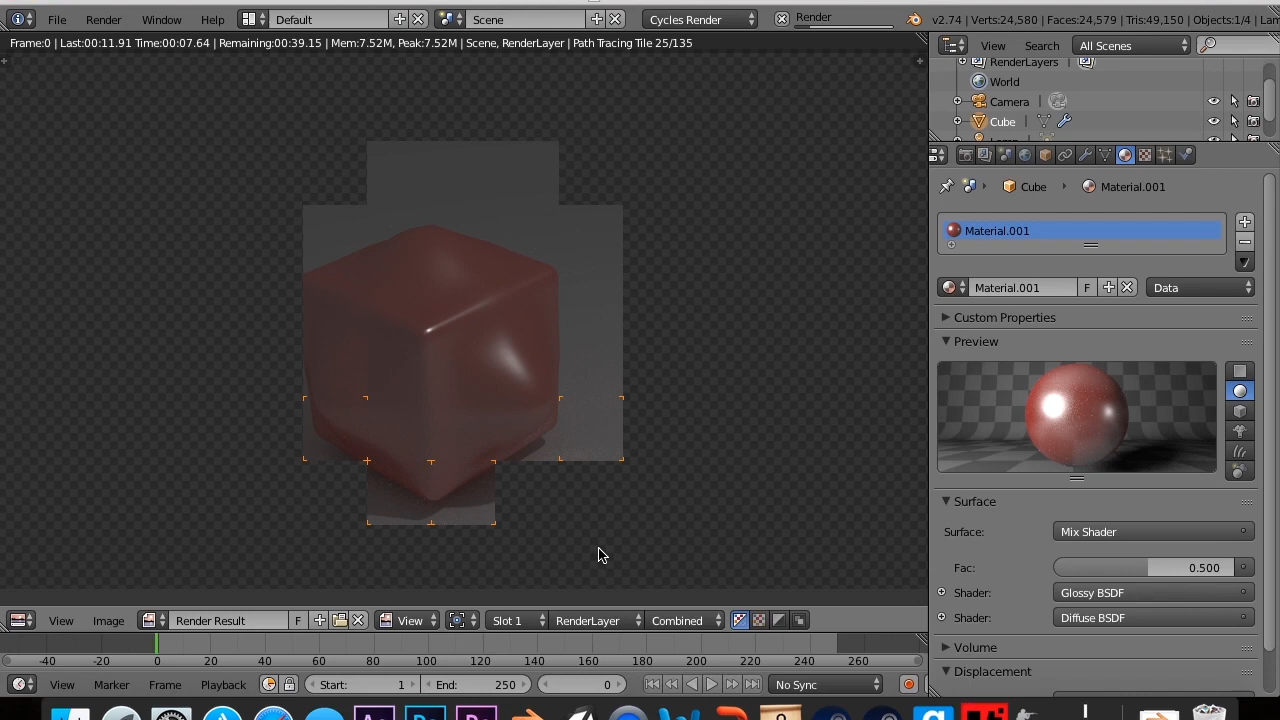 File Render Window Help Default Scene Cycles Render Render v2.74 | Verts:24,580 | Faces:24,579 | Tris:49,150 | Objects:1/4 |
Frame:0 | Last:00:11.91 Time:00:07.64 | Remaining:00:39.15 | Mem:7.52M, Peak:7.52M | Scene, RenderLayer | Path Tracing Tile 25/135
View Search All Scenes
RenderLayers
World
Camera
Cube
Cube Material.001
Material.001
Material.001 F Data
Custom Properties
Preview
Surface
Surface: Mix Shader
Fac: 0.500
Shader: Glossy BSDF
Shader: Diffuse BSDF
Volume
Displacement
View Image Render Result F View Slot 1 RenderLayer Combined
-40 -20 0 20 40 60 80 100 120 140 160 180 200 220 240 260
View Marker Frame Playback Start: 1 End: 250 0 No Sync